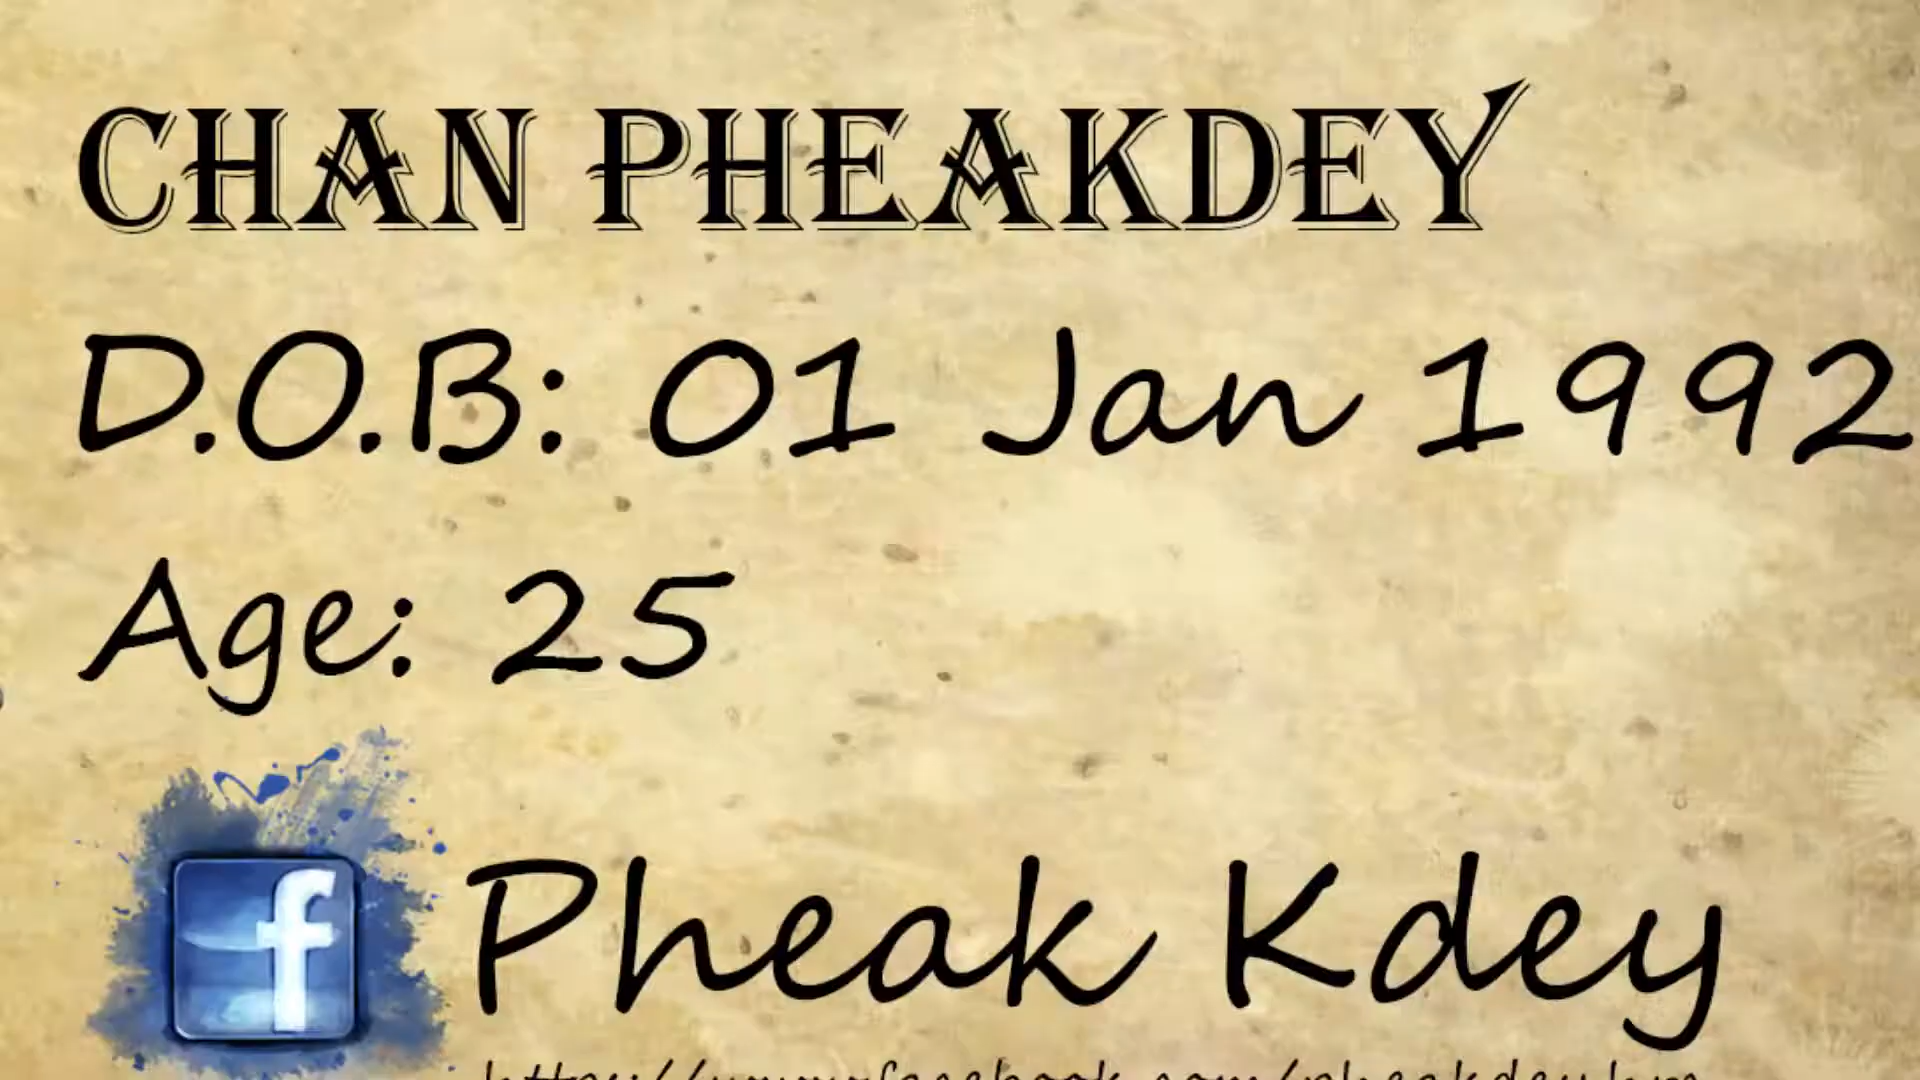 CHAN PHEAKDEY
D.O.B: 01 Jan 1992
Age: 25
f
Pheak Kdey